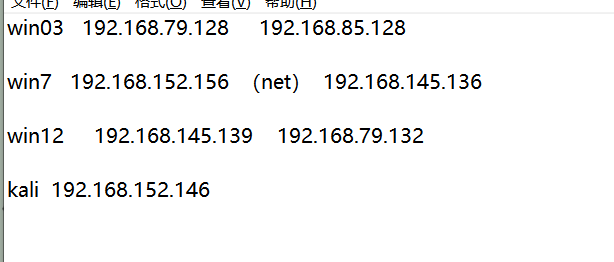 文件(F) 编辑(E) 格式(O) 查看(V) 帮助(H)
win03 192.168.79.128 192.168.85.128
win7 192.168.152.156 （net） 192.168.145.136
win12 192.168.145.139 192.168.79.132
kali 192.168.152.146